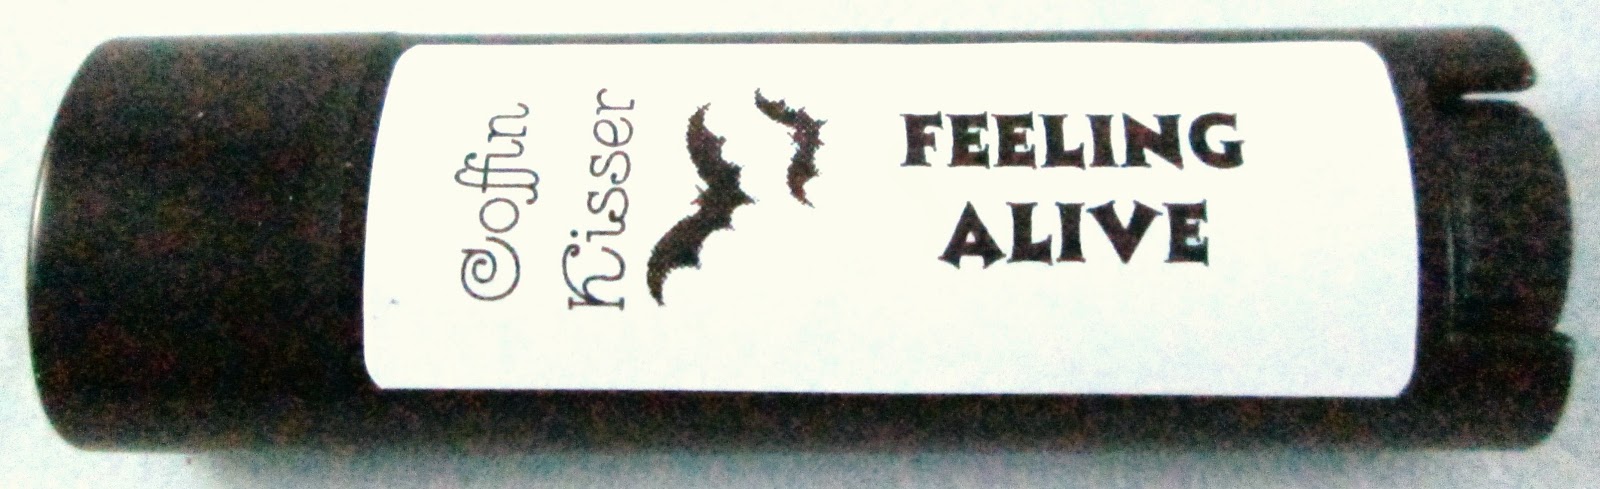 Coffin
Kisser
FEELING
ALIVE